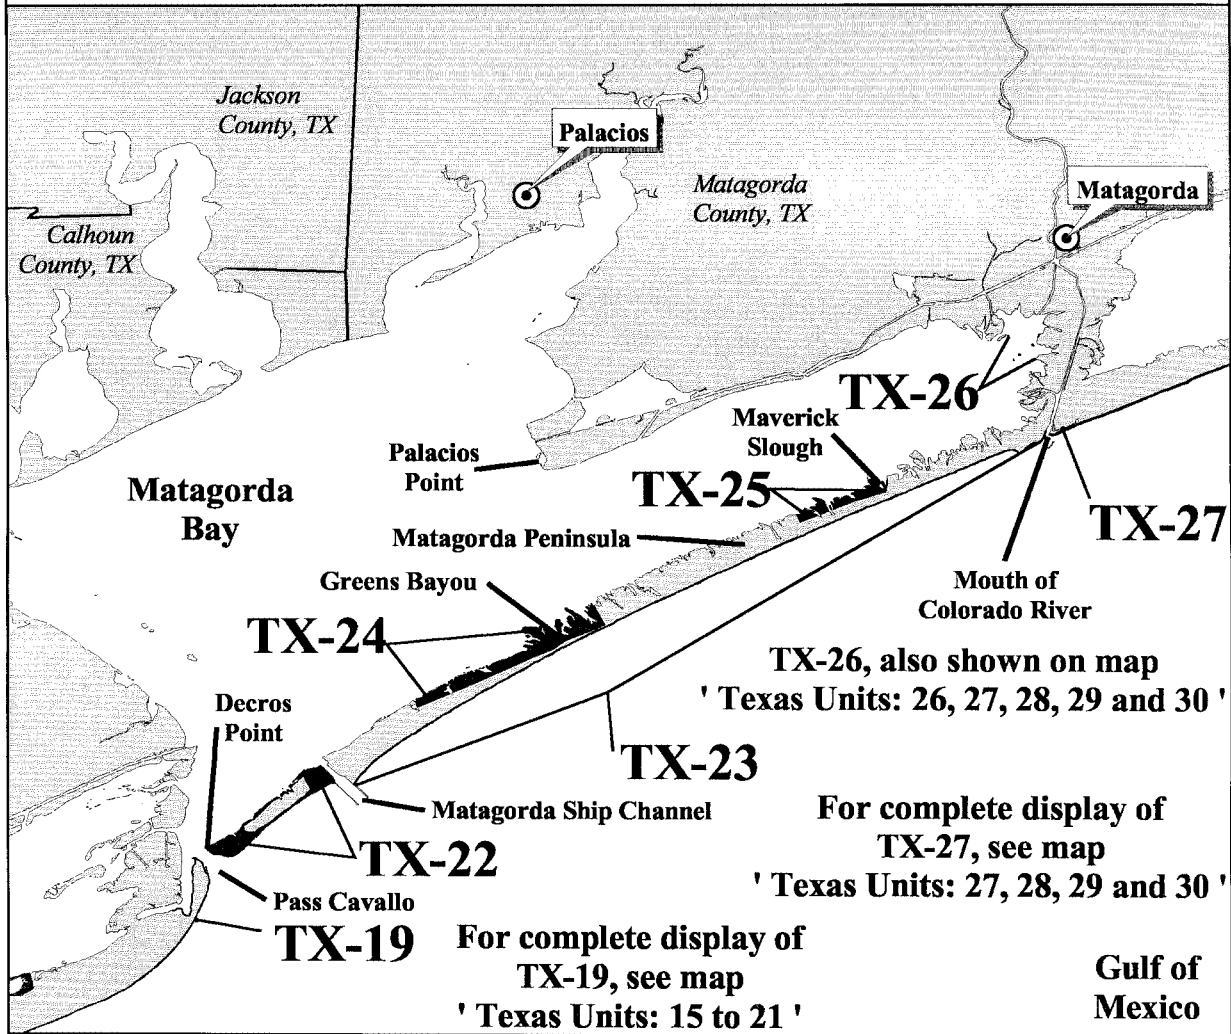 Jackson
County, TX
Palacios
Matagorda
County, TX
Matagorda
Calhoun
County, TX
TX-26
Maverick
Slough
Palacios
Point
TX-25
Matagorda
Bay
TX-27
Matagorda Peninsula
Greens Bayou
Mouth of
Colorado River
TX-24
TX-26, also shown on map
' Texas Units: 26, 27, 28, 29 and 30 '
Decros
Point
TX-23
Matagorda Ship Channel
For complete display of
TX-27, see map
' Texas Units: 27, 28, 29 and 30 '
TX-22
Pass Cavallo
TX-19
For complete display of
TX-19, see map
' Texas Units: 15 to 21 '
Gulf of
Mexico